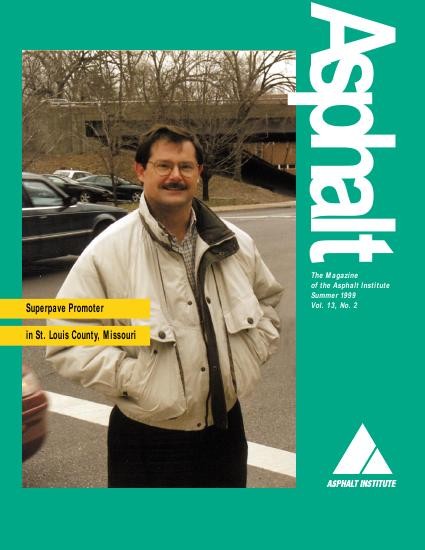 Asphalt
The Magazine
of the Asphalt Institute
Summer 1999
Vol. 13, No. 2
Superpave Promoter
in St. Louis County, Missouri
ASPHALT INSTITUTE